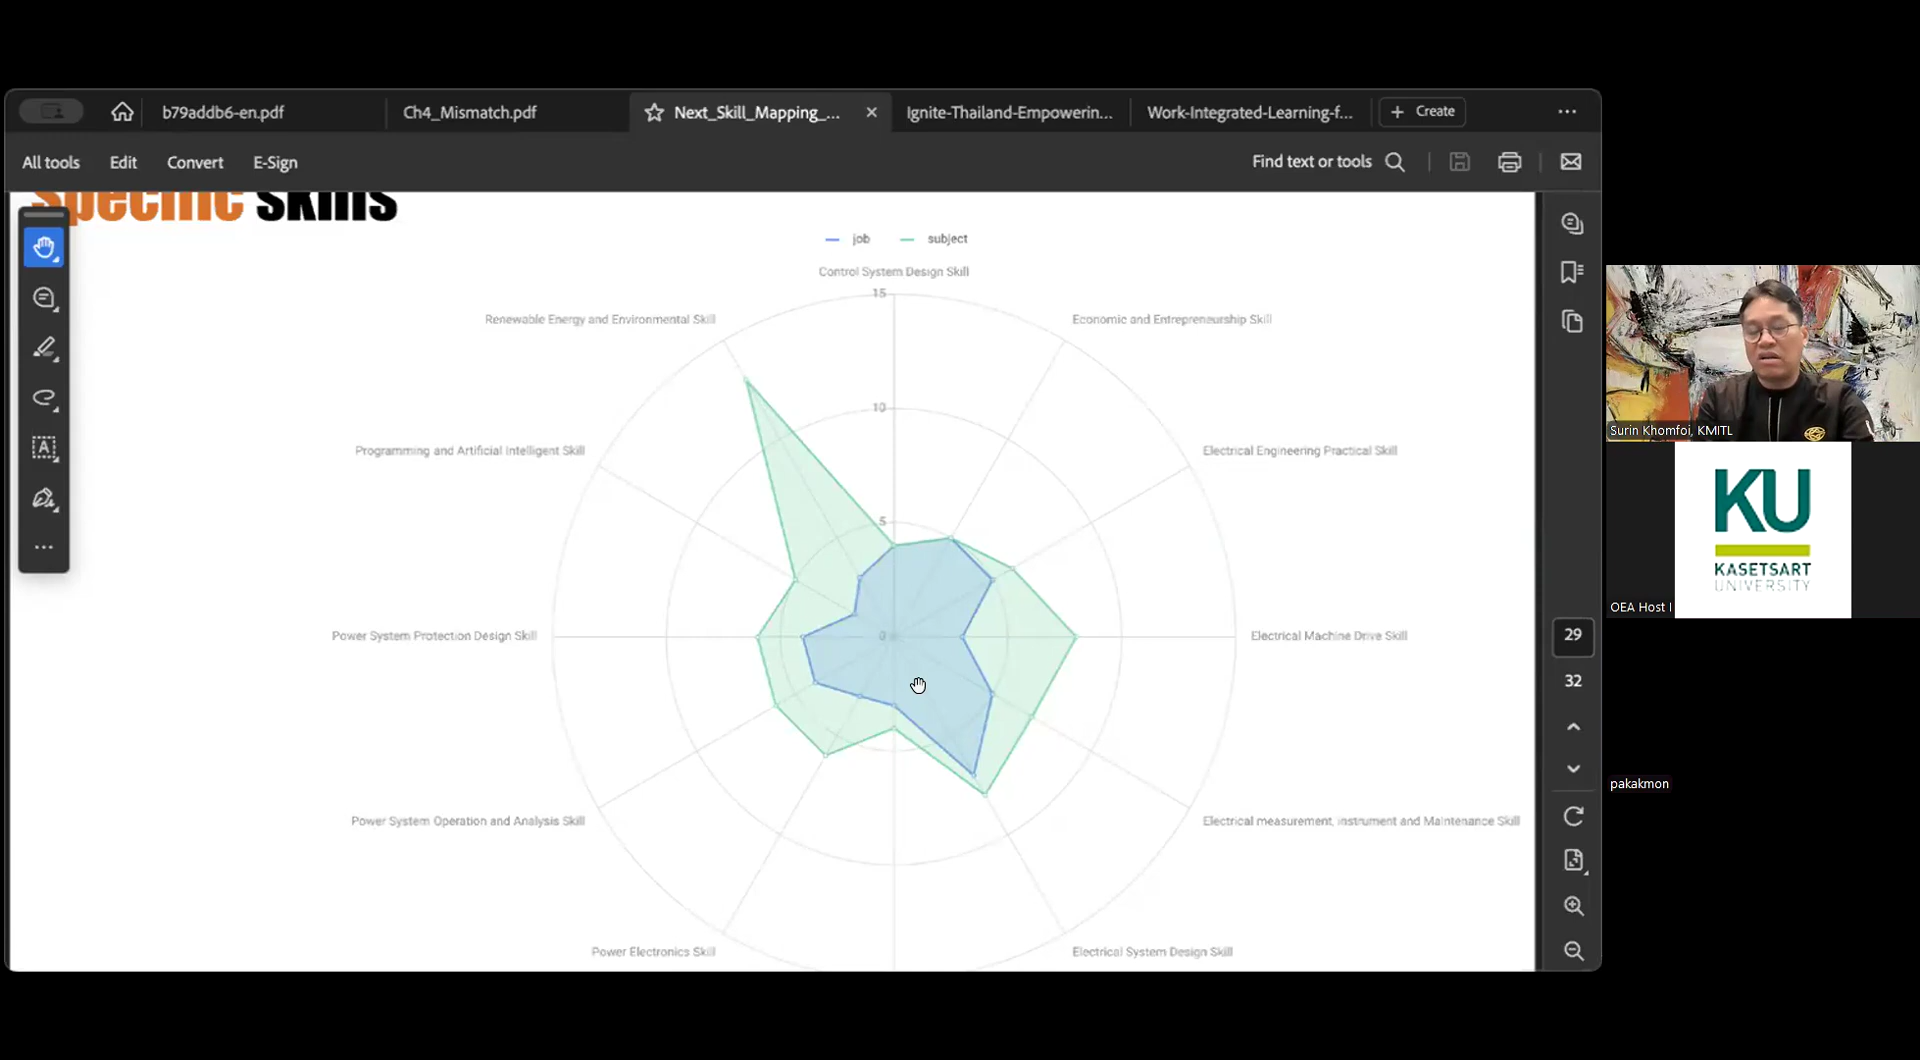 b79addb6-en.pdf
Ch4_Mismatch.pdf
Next_Skill_Mapping_...
Ignite-Thailand-Empowerin...
Work-Integrated-Learning-f...
+ Create
All tools
Edit
Convert
E-Sign
Find text or tools
Specific Skills
job
subject
Control System Design Skill
15
Renewable Energy and Environmental Skill
Economic and Entrepreneurship Skill
10
Programming and Artificial Intelligent Skill
Electrical Engineering Practical Skill
5
Power System Protection Design Skill
0
Electrical Machine Drive Skill
Power System Operation and Analysis Skill
Electrical measurement, instrument and Maintenance Skill
Power Electronics Skill
Electrical System Design Skill
29
32
Surin Khomfoi, KMITL
KU
KASETSART
UNIVERSITY
OEA Host I
pakakmon